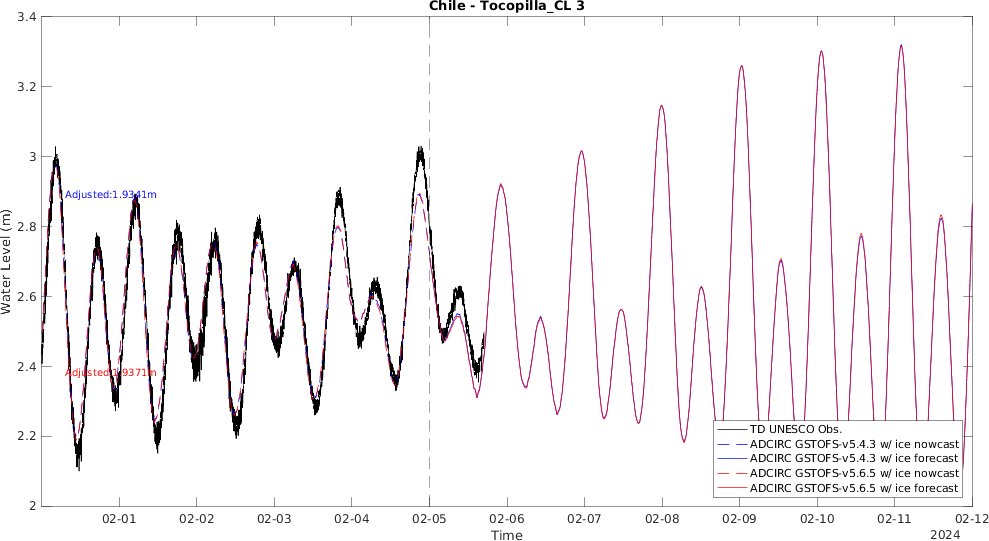 Chile - Tocopilla_CL 3
3.4
3.2
3
2.8
2.6
2.4
2.2
2
Water Level (m)
Adjusted:1.9341m
Adjusted:1.9371m
TD UNESCO Obs.
ADCIRC GSTOFS-v5.4.3 w/ ice nowcast
ADCIRC GSTOFS-v5.4.3 w/ ice forecast
ADCIRC GSTOFS-v5.6.5 w/ ice nowcast
ADCIRC GSTOFS-v5.6.5 w/ ice forecast
02-01 02-02 02-03 02-04 02-05 02-06 02-07 02-08 02-09 02-10 02-11 02-12
Time
2024